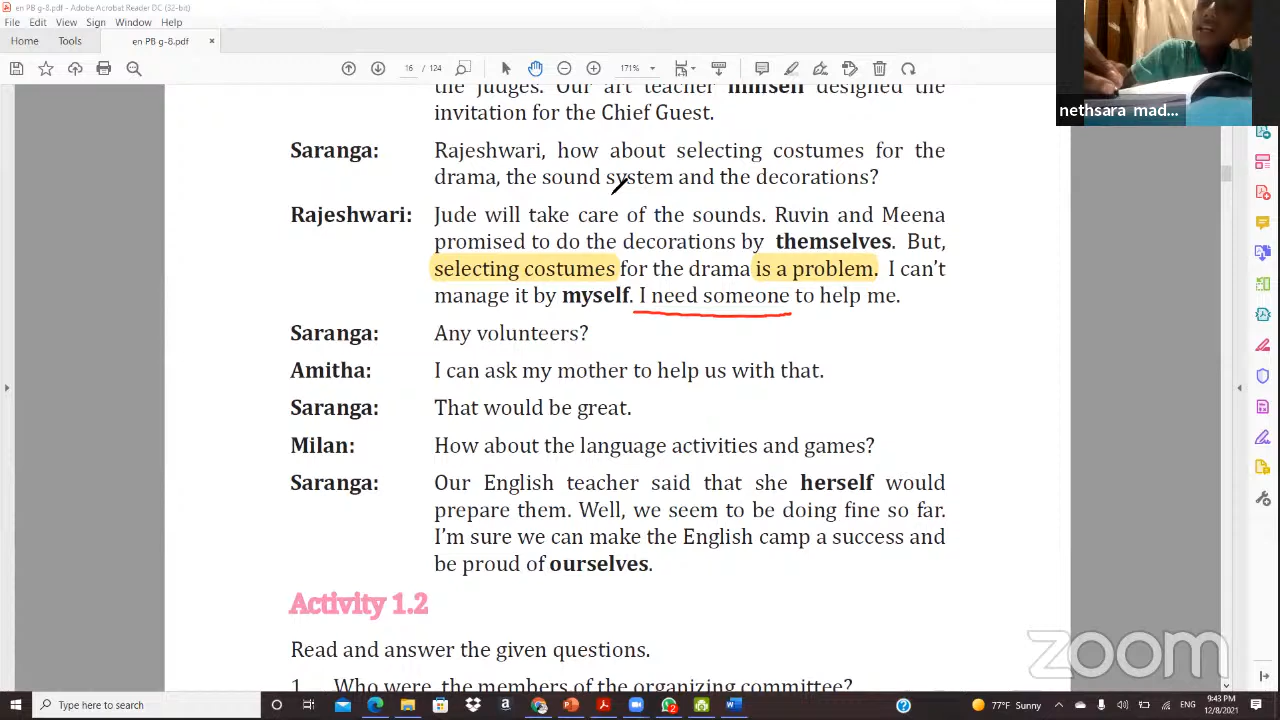 en PB g-8.pdf - Adobe Acrobat Reader DC (32-bit)
File Edit View Sign Window Help
Home Tools en PB g-8.pdf ×
16 / 124 171%
the judges. Our art teacher himself designed the
invitation for the Chief Guest.
Saranga: Rajeshwari, how about selecting costumes for the
drama, the sound system and the decorations?
Rajeshwari: Jude will take care of the sounds. Ruvin and Meena
promised to do the decorations by themselves. But,
selecting costumes for the drama is a problem. I can't
manage it by myself. I need someone to help me.
Saranga: Any volunteers?
Amitha: I can ask my mother to help us with that.
Saranga: That would be great.
Milan: How about the language activities and games?
Saranga: Our English teacher said that she herself would
prepare them. Well, we seem to be doing fine so far.
I'm sure we can make the English camp a success and
be proud of ourselves.
Activity 1.2
Read and answer the given questions.
1. Who were the members of the organizing committee?
nethsara mad...
zoom
Type here to search
77°F Sunny
ENG
9:43 PM
12/8/2021